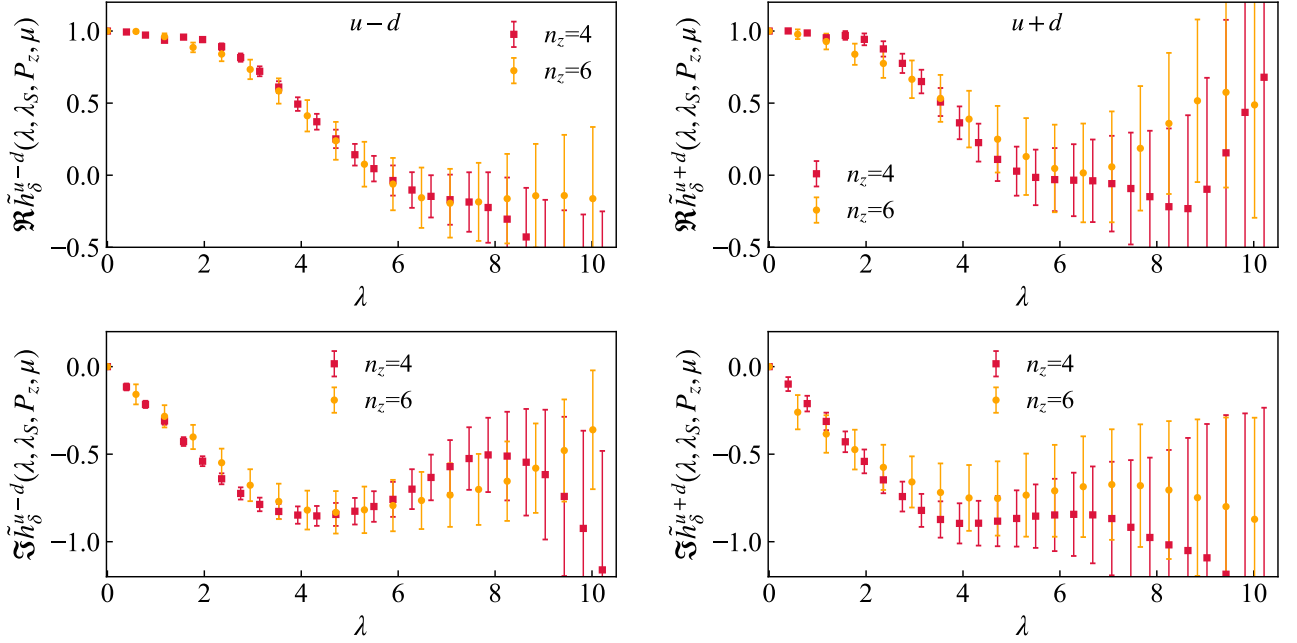 u − d
n_z=4
n_z=6
1.0
0.5
0.0
−0.5
ℜh̃_δ^{u−d}(λ, λ_S, P_z, μ)
0 2 4 6 8 10
λ
u + d
n_z=4
n_z=6
1.0
0.5
0.0
−0.5
ℜh̃_δ^{u+d}(λ, λ_S, P_z, μ)
0 2 4 6 8 10
λ
n_z=4
n_z=6
0.0
−0.5
−1.0
ℑh̃_δ^{u−d}(λ, λ_S, P_z, μ)
0 2 4 6 8 10
λ
n_z=4
n_z=6
0.0
−0.5
−1.0
ℑh̃_δ^{u+d}(λ, λ_S, P_z, μ)
0 2 4 6 8 10
λ